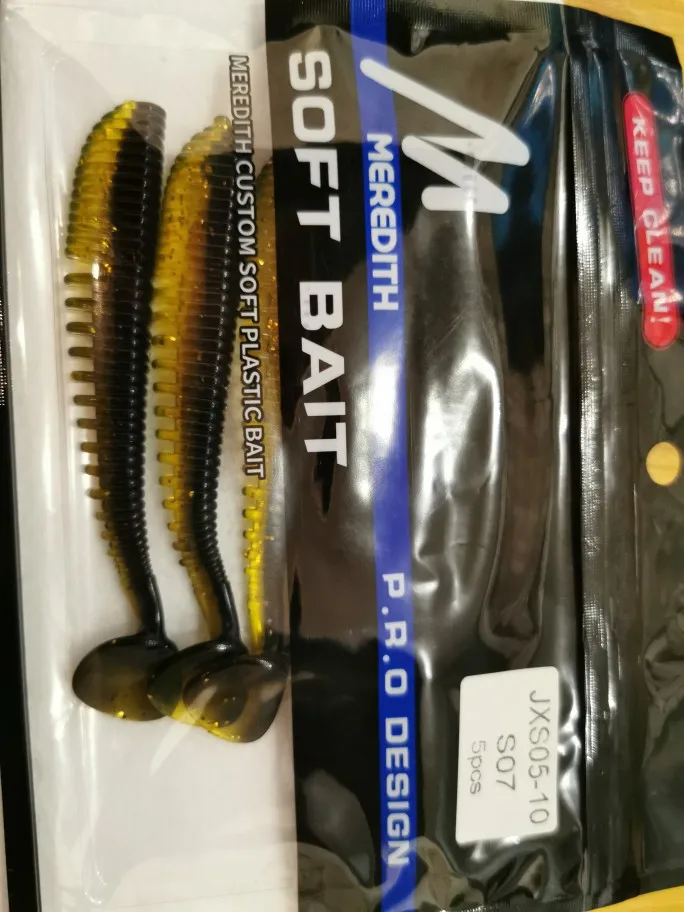 KEEP CLEAN!
MEREDITH
P.R.O DESIGN
SOFT BAIT
MEREDITH CUSTOM SOFT PLASTIC BAIT
JXS05-10
S07
5pcs